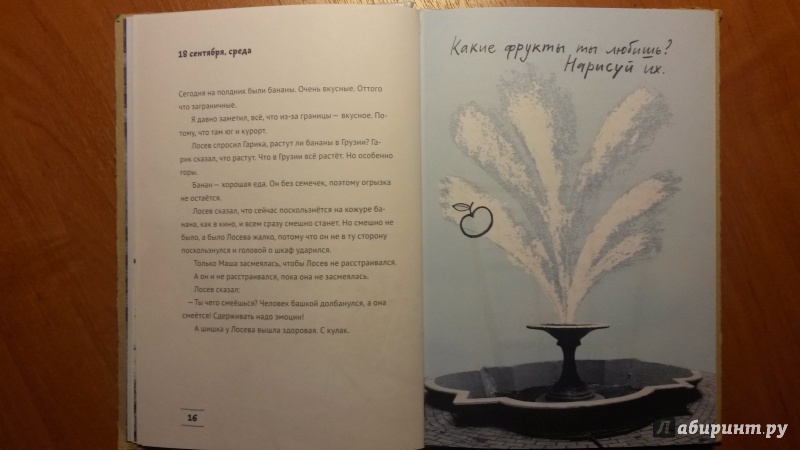 18 сентября, среда
Сегодня на полдник были бананы. Очень вкусные. Оттого
что заграничные.
Я давно заметил, всё, что из-за границы — вкусное. По-
тому, что там юг и курорт.
Лосев спросил Гарика, растут ли бананы в Грузии? Га-
рик сказал, что растут. Что в Грузии всё растёт. Но особенно
горы.
Банан — хорошая еда. Он без семечек, поэтому огрызка
не остаётся.
Лосев сказал, что сейчас поскользнётся на кожуре ба-
нана, как в кино, и всем сразу смешно станет. Но смешно не
было, а было Лосева жалко, потому что он не в ту сторону
поскользнулся и головой о шкаф ударился.
Только Маша засмеялась, чтобы Лосев не расстраивался.
А он и не расстраивался, пока она не засмеялась.
Лосев сказал:
— Ты чего смеёшься? Человек башкой долбанулся, а она
смеётся! Сдерживать надо эмоции!
А шишка у Лосева вышла здоровая. С кулак.
16
Какие фрукты ты любишь?
Нарисуй их.
Лабиринт.ру